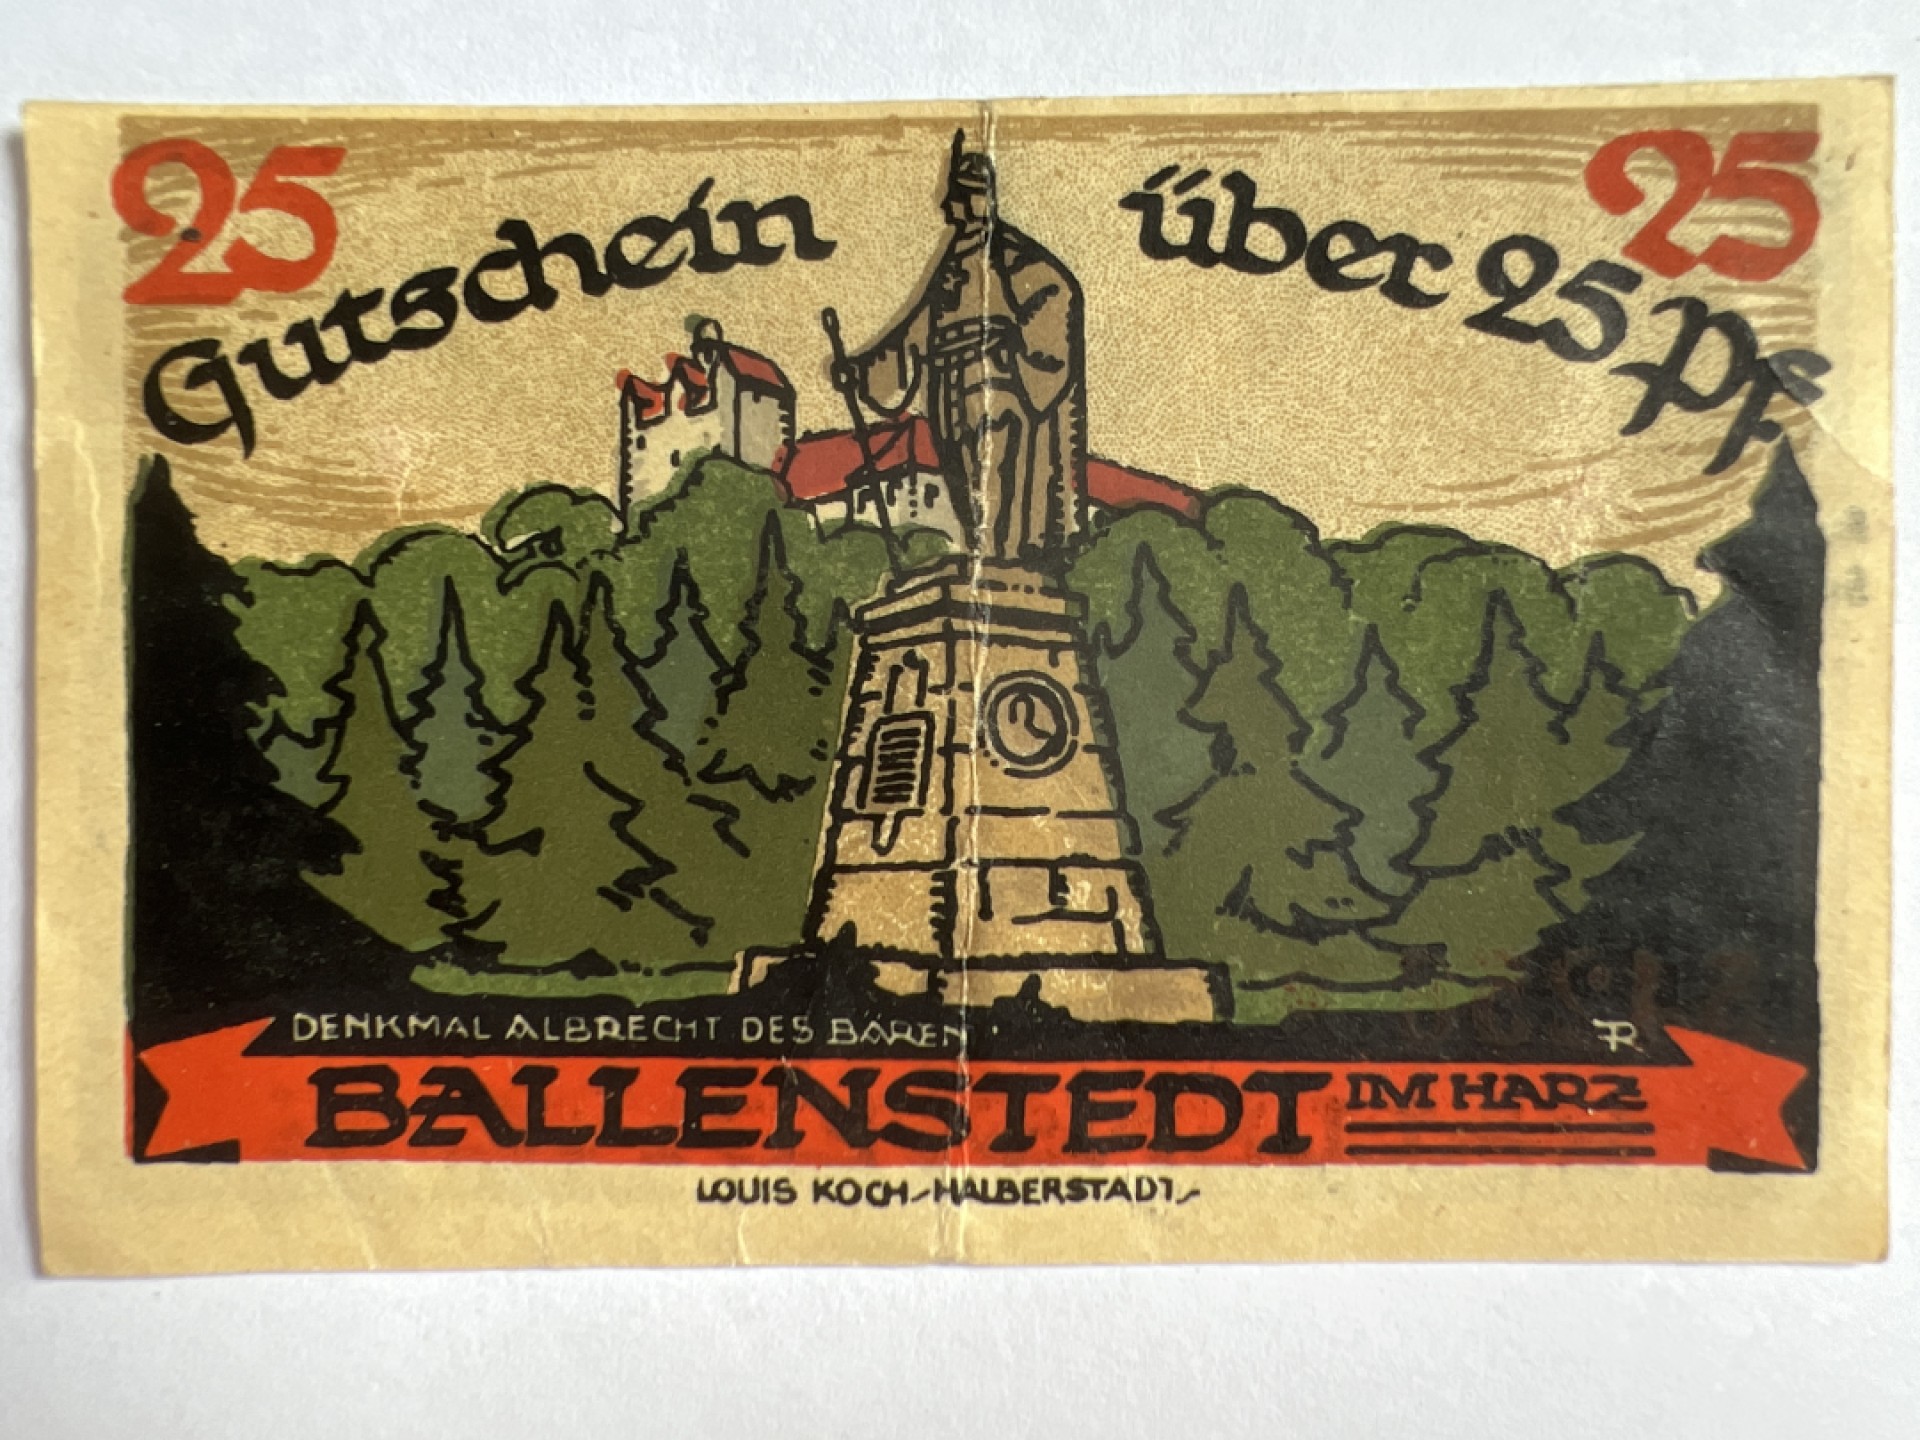 25
25
Gutschein über 25 Pf
DENKMAL ALBRECHT DES BÄREN
BALLENSTEDT IM HARZ
LOUIS KOCH-HALBERSTADT-